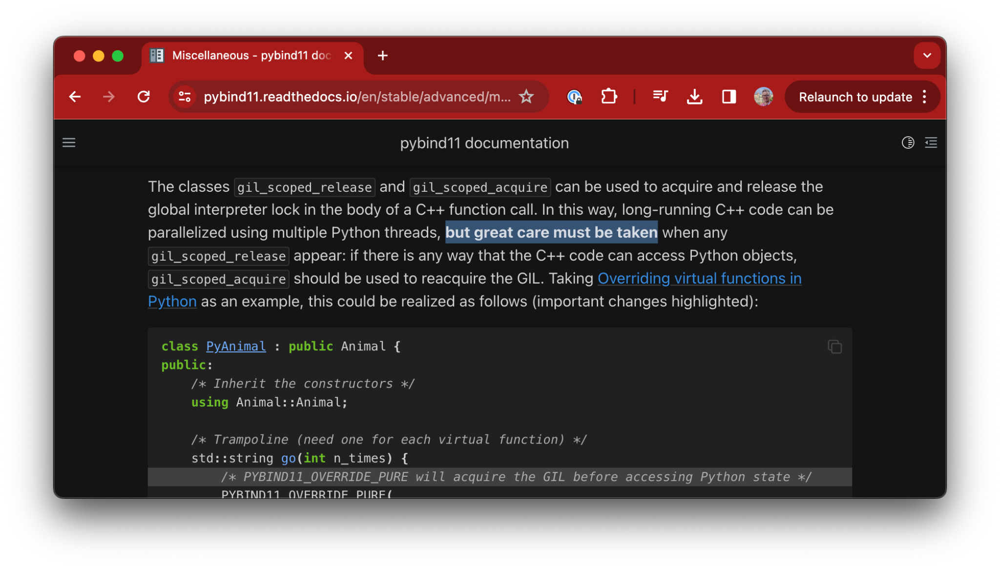 Miscellaneous - pybind11 doc
pybind11.readthedocs.io/en/stable/advanced/m...
Relaunch to update
pybind11 documentation
The classes gil_scoped_release and gil_scoped_acquire can be used to acquire and release the
global interpreter lock in the body of a C++ function call. In this way, long-running C++ code can be
parallelized using multiple Python threads, but great care must be taken when any
gil_scoped_release appear: if there is any way that the C++ code can access Python objects,
gil_scoped_acquire should be used to reacquire the GIL. Taking Overriding virtual functions in
Python as an example, this could be realized as follows (important changes highlighted):
class PyAnimal : public Animal {
public:
    /* Inherit the constructors */
    using Animal::Animal;
    /* Trampoline (need one for each virtual function) */
    std::string go(int n_times) {
        /* PYBIND11_OVERRIDE_PURE will acquire the GIL before accessing Python state */
        PYBIND11_OVERRIDE_PURE(